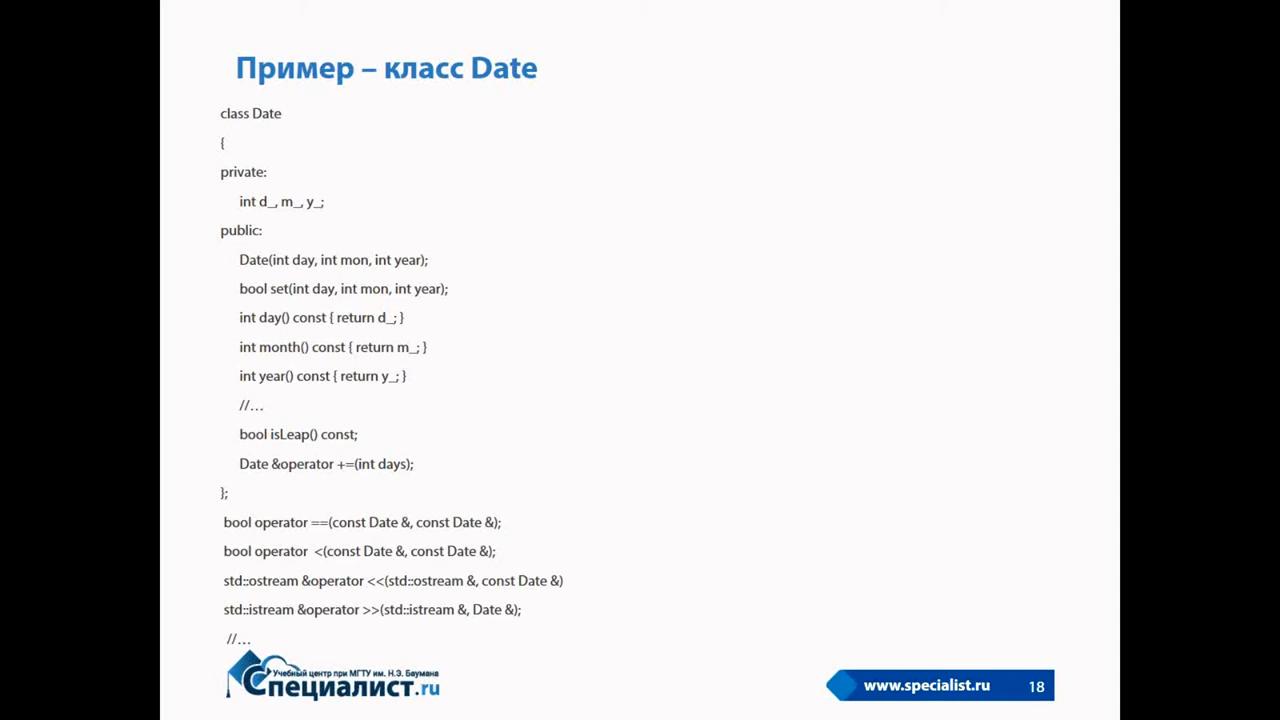 Пример – класс Date
class Date
{
private:
int d_, m_, y_;
public:
Date(int day, int mon, int year);
bool set(int day, int mon, int year);
int day() const { return d_; }
int month() const { return m_; }
int year() const { return y_; }
//…
bool isLeap() const;
Date &operator +=(int days);
};
bool operator ==(const Date &, const Date &);
bool operator <(const Date &, const Date &);
std::ostream &operator <<(std::ostream &, const Date &)
std::istream &operator >>(std::istream &, Date &);
//…
Учебный центр при МГТУ им. Н.Э. Баумана
Специалист.ru
www.specialist.ru
18